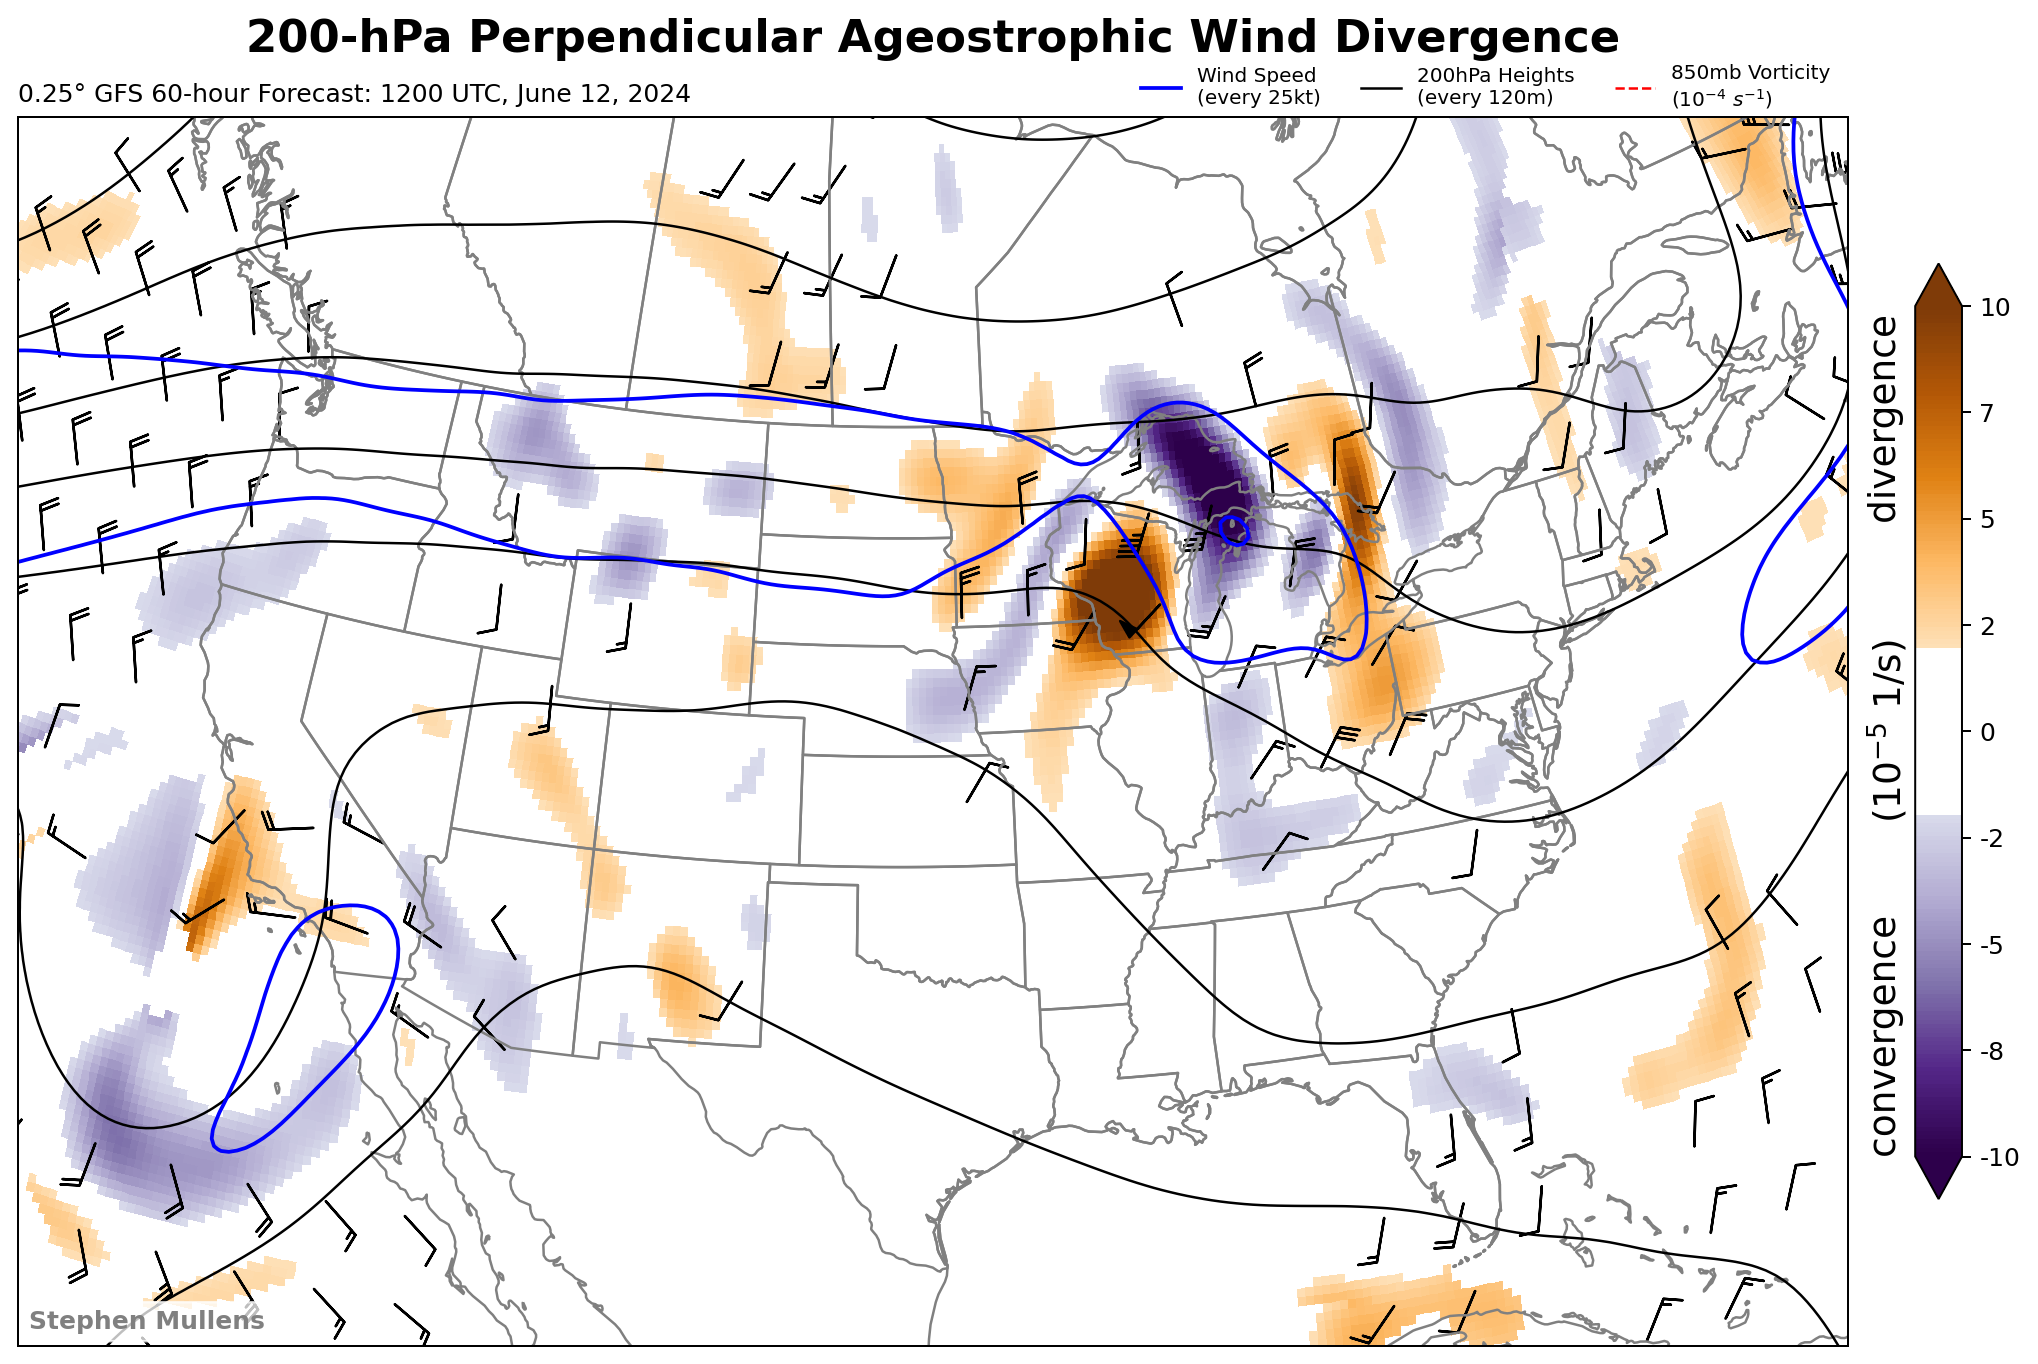 200-hPa Perpendicular Ageostrophic Wind Divergence
0.25° GFS 60-hour Forecast: 1200 UTC, June 12, 2024
Wind Speed
(every 25kt)
200hPa Heights
(every 120m)
850mb Vorticity
(10⁻⁴ s⁻¹)
convergence (10⁻⁵ 1/s) divergence
10
7
5
2
0
-2
-5
-8
-10
Stephen Mullens